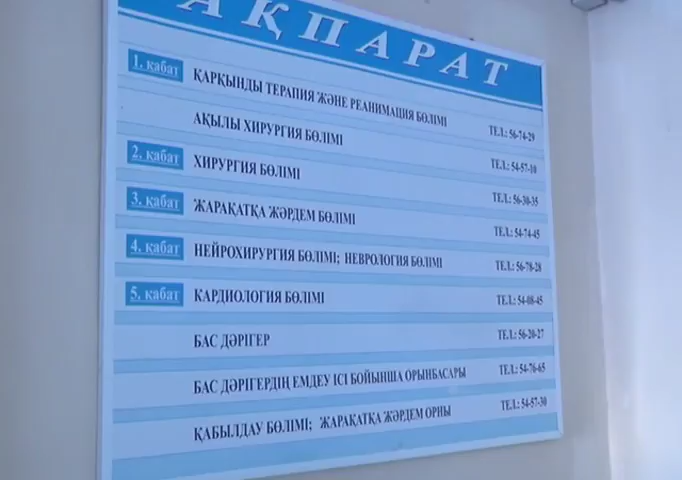 АҚПАРАТ
1. қабат ҚАРҚЫНДЫ ТЕРАПИЯ ЖӘНЕ РЕАНИМАЦИЯ БӨЛІМІ ТЕЛ.: 56-74-29
АҚЫЛЫ ХИРУРГИЯ БӨЛІМІ ТЕЛ.: 54-57-10
2. қабат ХИРУРГИЯ БӨЛІМІ ТЕЛ.: 56-30-35
3. қабат ЖАРАҚАТҚА ЖӘРДЕМ БӨЛІМІ ТЕЛ.: 54-74-45
4. қабат НЕЙРОХИРУРГИЯ БӨЛІМІ; НЕВРОЛОГИЯ БӨЛІМІ ТЕЛ.: 56-78-28
5. қабат КАРДИОЛОГИЯ БӨЛІМІ ТЕЛ.: 54-08-45
БАС ДӘРІГЕР ТЕЛ.: 56-20-27
БАС ДӘРІГЕРДІҢ ЕМДЕУ ІСІ БОЙЫНША ОРЫНБАСАРЫ ТЕЛ.: 54-76-65
ҚАБЫЛДАУ БӨЛІМІ; ЖАРАҚАТҚА ЖӘРДЕМ ОРНЫ ТЕЛ.: 54-57-30